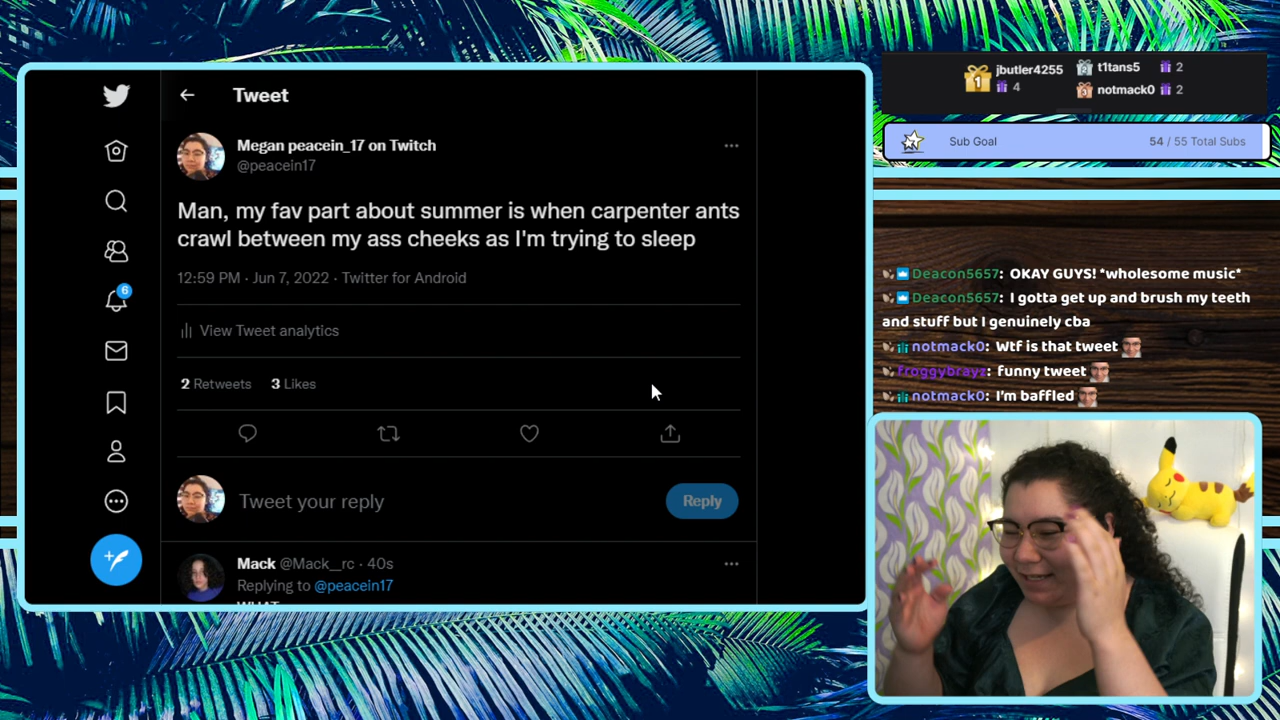 Tweet
Megan peacein_17 on Twitch
@peacein17
Man, my fav part about summer is when carpenter ants
crawl between my ass cheeks as I'm trying to sleep
12:59 PM · Jun 7, 2022 · Twitter for Android
View Tweet analytics
2 Retweets 3 Likes
Tweet your reply
Reply
Mack @Mack__rc · 40s
Replying to @peacein17
WHAT
6
1 jbutler4255
4
t1tans5 2
notmack0 2
Sub Goal 54 / 55 Total Subs
Deacon5657: OKAY GUYS! *wholesome music*
Deacon5657: I gotta get up and brush my teeth
and stuff but I genuinely cba
notmack0: Wtf is that tweet
froggybrayz: funny tweet
notmack0: I'm baffled